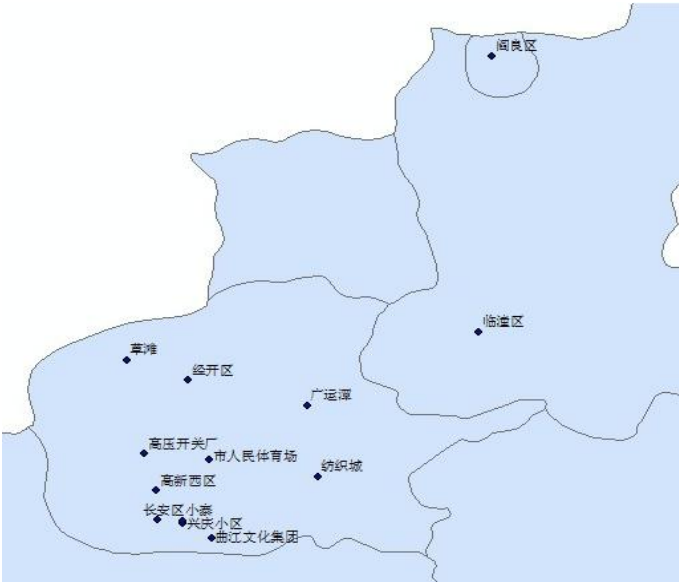 阎良区
临潼区
草滩
经开区
广运潭
高压开关厂
市人民体育场
纺织城
高新西区
长安区
小寨
兴庆小区
曲江文化集团